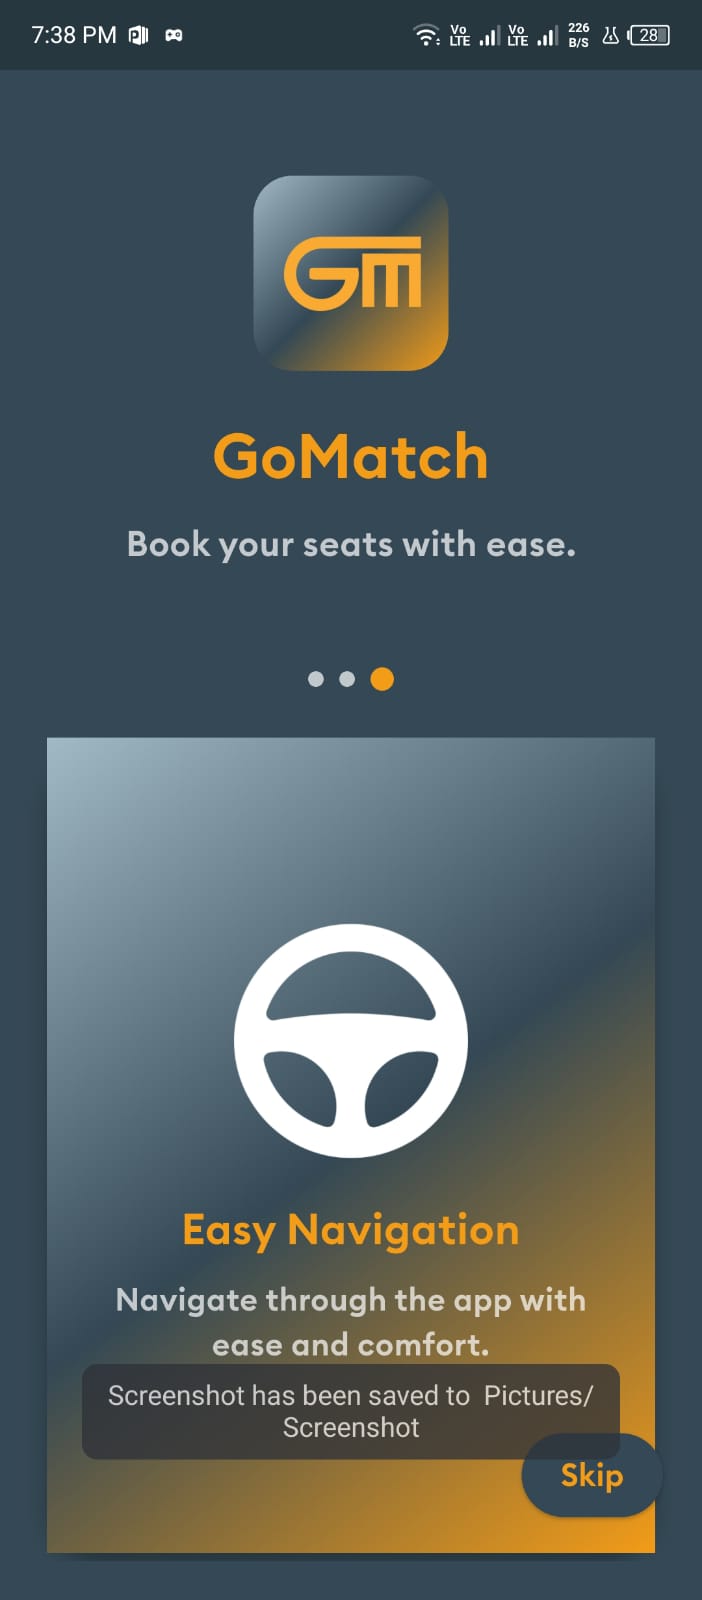 7:38 PM
Vo LTE Vo LTE 226 B/S 28
GM
GoMatch
Book your seats with ease.
Easy Navigation
Navigate through the app with
ease and comfort.
Screenshot has been saved to Pictures/
Screenshot
Skip